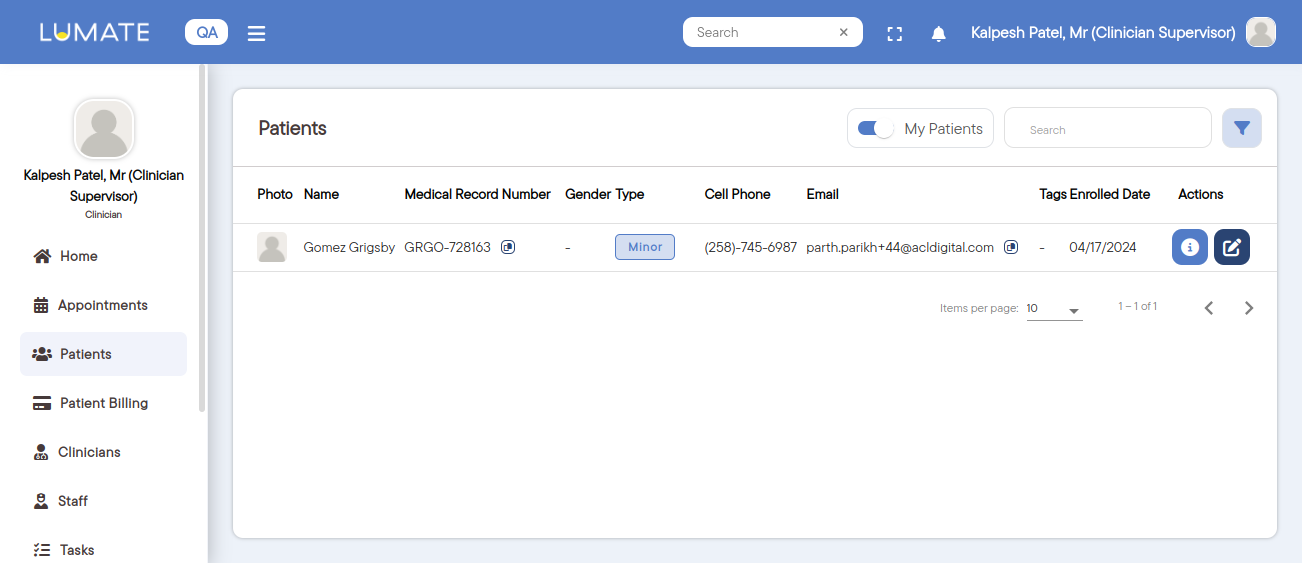 LUMATE
QA
Search
Kalpesh Patel, Mr (Clinician Supervisor)
Kalpesh Patel, Mr (Clinician
Supervisor)
Clinician
Home
Appointments
Patients
Patient Billing
Clinicians
Staff
Tasks
Patients
My Patients
Search
Photo Name Medical Record Number Gender Type Cell Phone Email Tags Enrolled Date Actions
Gomez Grigsby GRGO-728163 - Minor (258)-745-6987 parth.parikh+44@acldigital.com - 04/17/2024
Items per page: 10 1 – 1 of 1